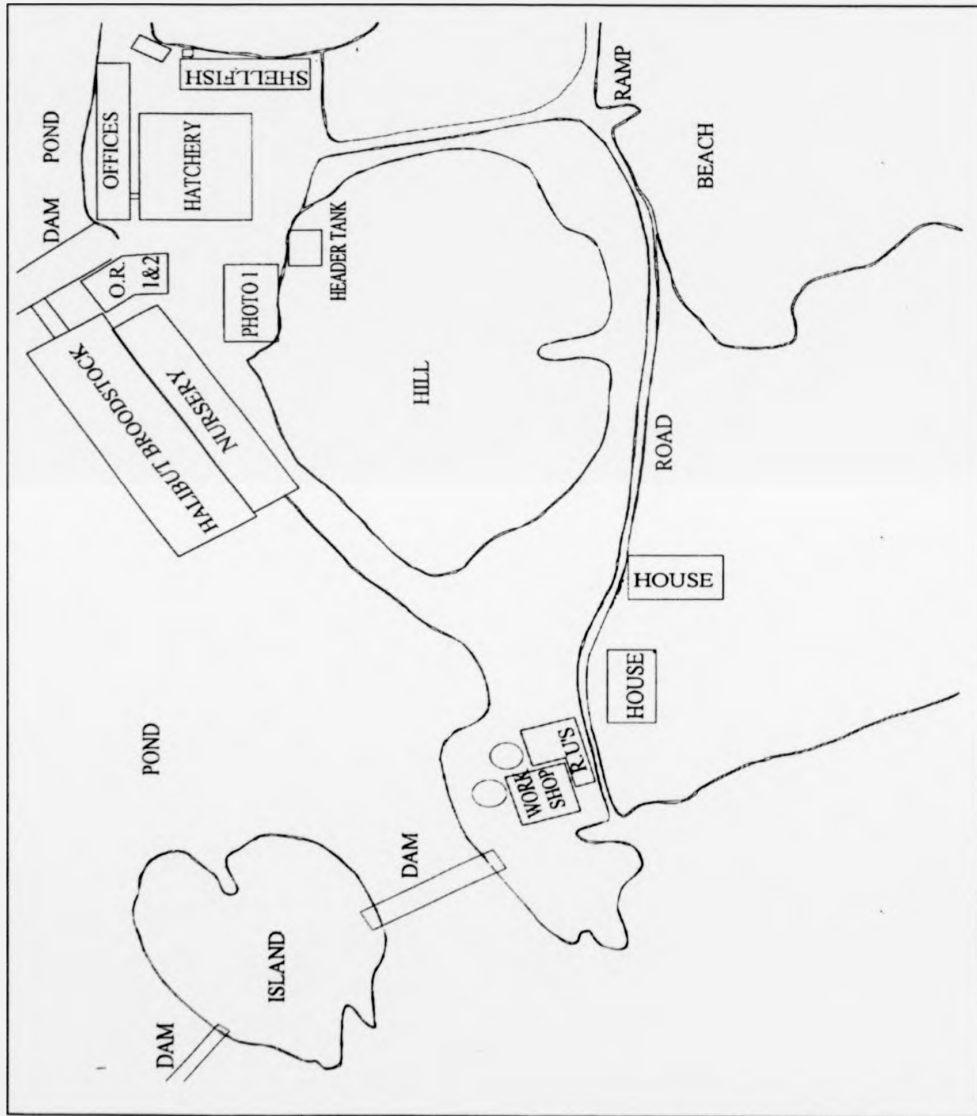 DAM
POND
OFFICES
SHELLFISH
HATCHERY
O.R.
1&2
HALIBUT BROODSTOCK
NURSERY
PHOTO 1
HEADER TANK
HILL
RAMP
BEACH
ROAD
HOUSE
HOUSE
R.U'S
WORK
SHOP
POND
DAM
ISLAND
DAM